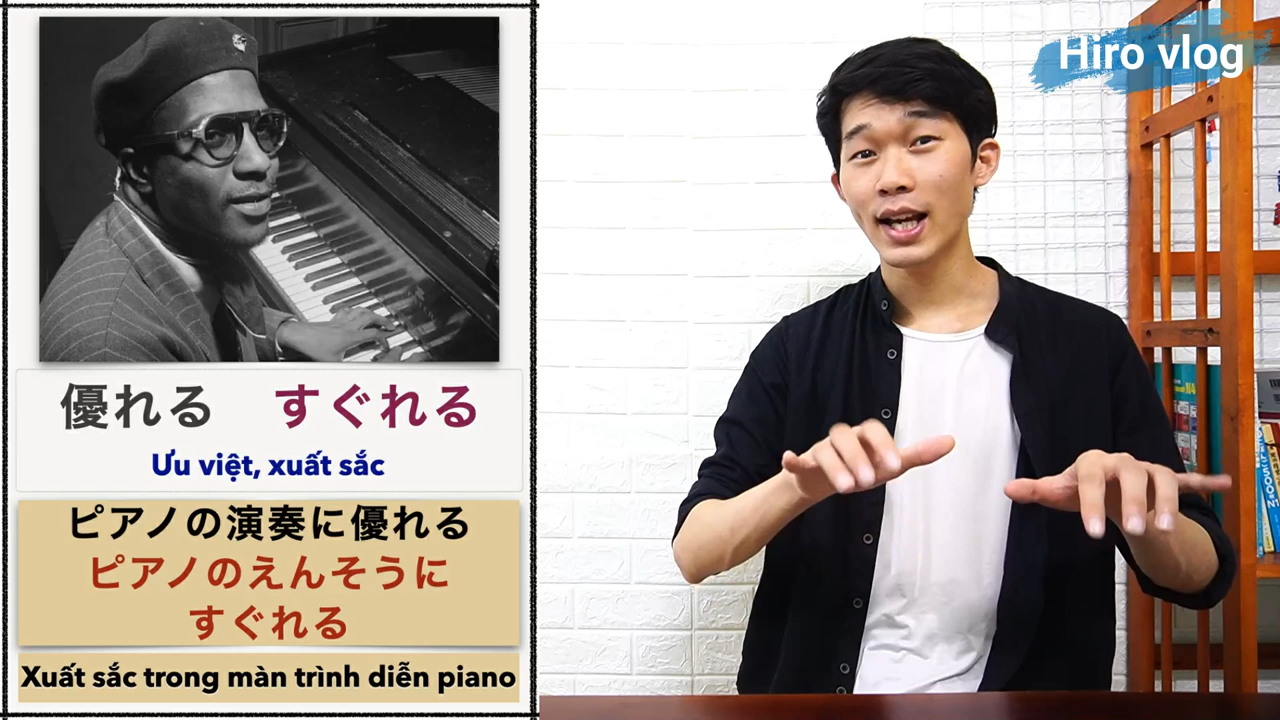 Hiro vlog
優れる すぐれる
Ưu việt, xuất sắc
ピアノの演奏に優れる
ピアノのえんそうに
すぐれる
Xuất sắc trong màn trình diễn piano